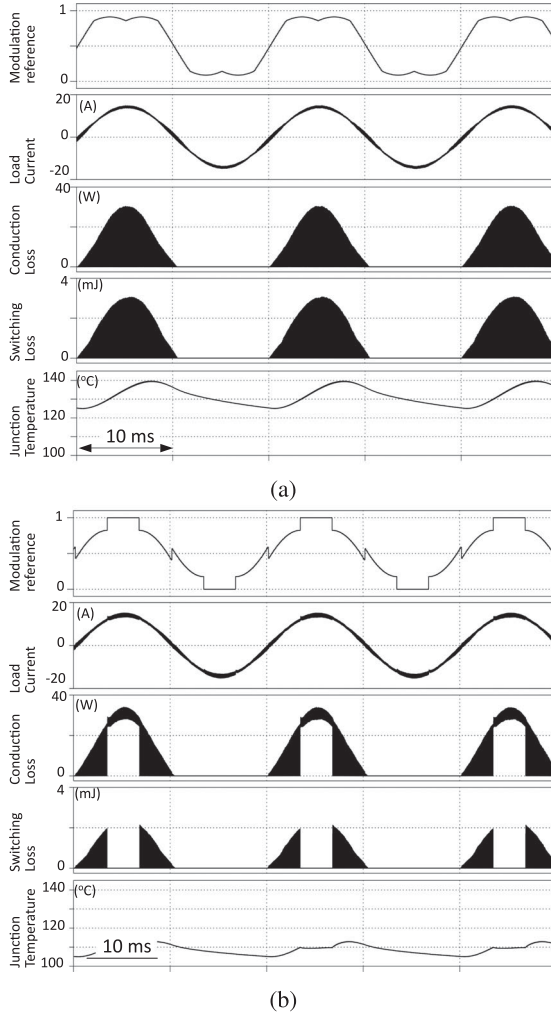 Modulation
reference
1
0
Load
Current
20
0
-20
(A)
Conduction
Loss
40
0
(W)
Switching
Loss
4
0
(mJ)
Junction
Temperature
140
120
100
(°C)
10 ms
(a)
Modulation
reference
1
0
Load
Current
20
0
-20
(A)
Conduction
Loss
40
0
(W)
Switching
Loss
4
0
(mJ)
Junction
Temperature
140
120
100
(°C)
10 ms
(b)